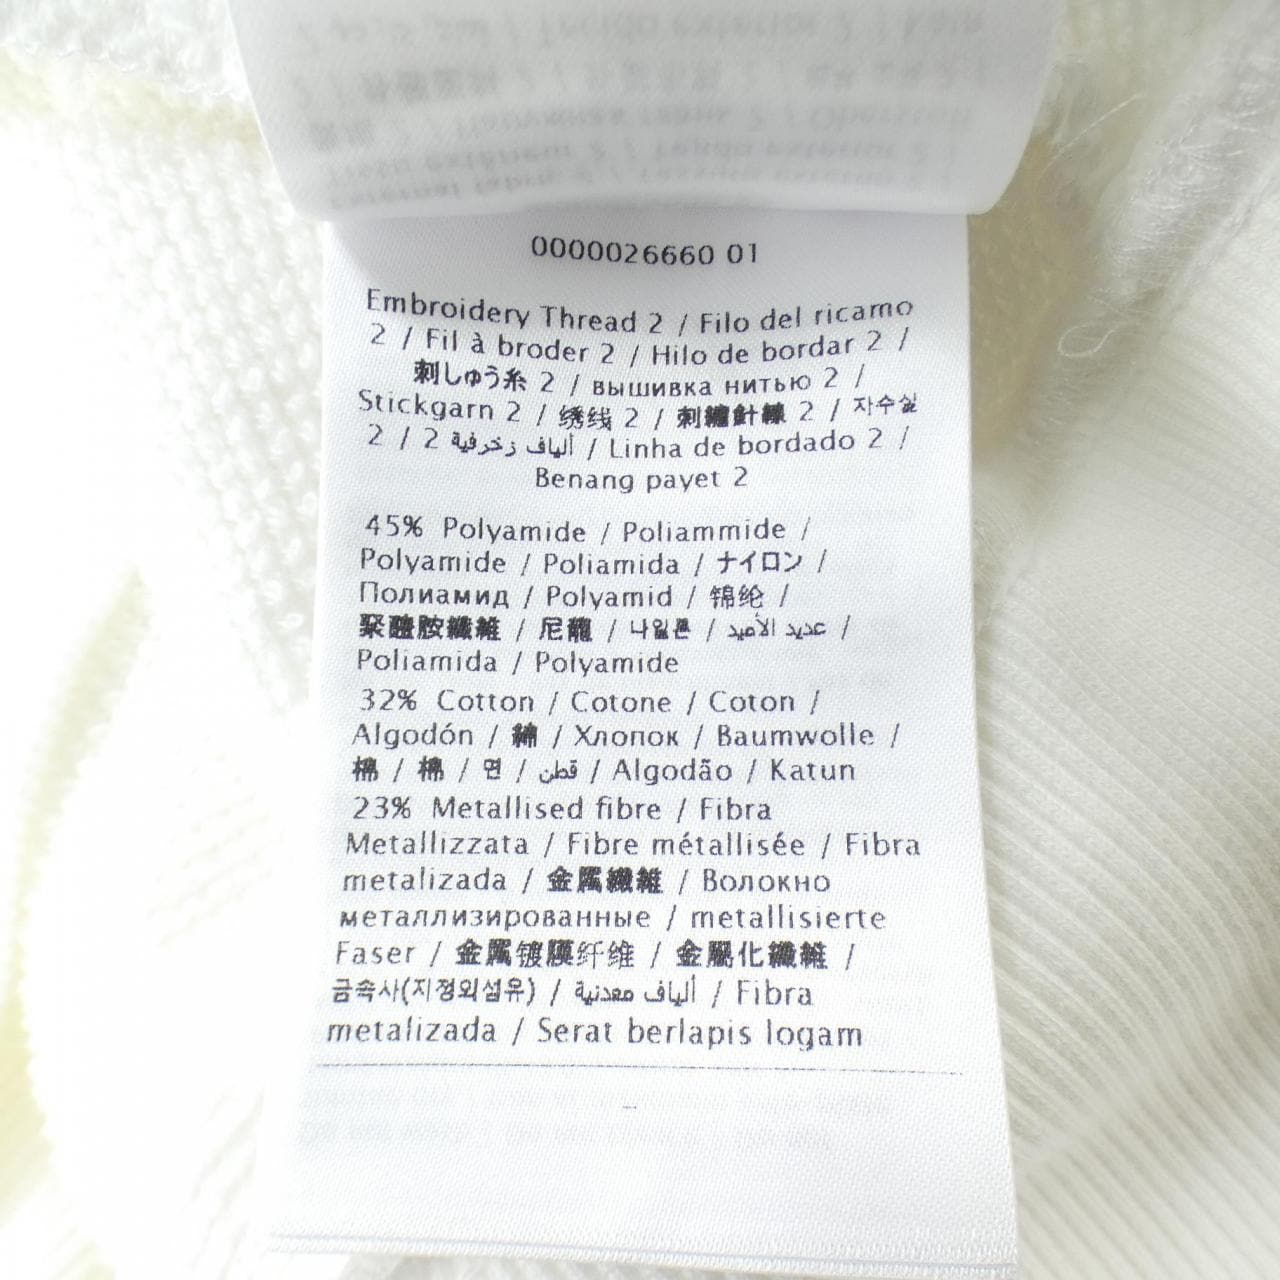 0000026660 01
Embroidery Thread 2 / Filo del ricamo
2 / Fil à broder 2 / Hilo de bordar 2 /
刺しゅう糸 2 / вышивка нитью 2 /
Stickgarn 2 / 绣线 2 / 刺繡針線 2 / 자수실
2 / ألياف زخرفية 2 / Linha de bordado 2 /
Benang payet 2
45% Polyamide / Poliammide /
Polyamide / Poliamida / ナイロン /
Полиамид / Polyamid / 锦纶 /
聚醯胺纖維 / 尼龍 / 나일론 / عديد الأميد /
Poliamida / Polyamide
32% Cotton / Cotone / Coton /
Algodón / 綿 / Хлопок / Baumwolle /
棉 / 棉 / 면 / قطن / Algodão / Katun
23% Metallised fibre / Fibra
Metallizzata / Fibre métallisée / Fibra
metalizada / 金属繊維 / Волокно
металлизированные / metallisierte
Faser / 金属镀膜纤维 / 金屬化纖維 /
금속사(지정외섬유) / ألياف معدنية / Fibra
metalizada / Serat berlapis logam